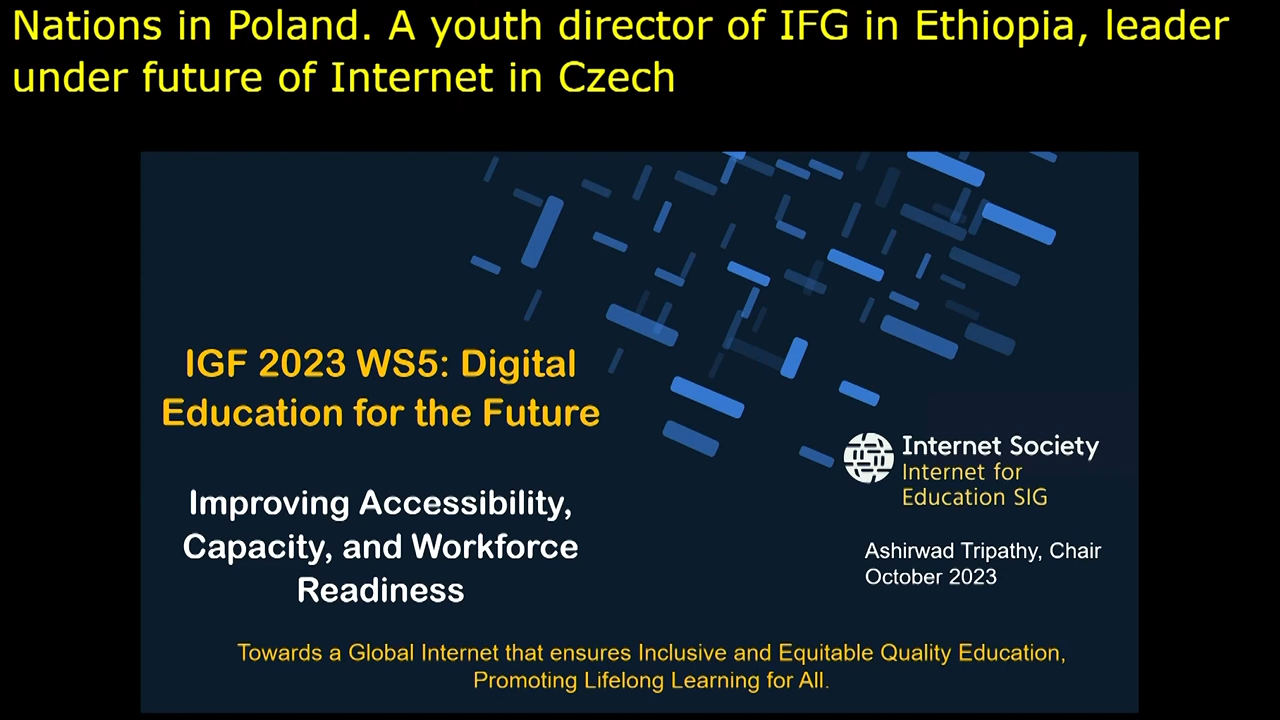 Nations in Poland. A youth director of IFG in Ethiopia, leader
under future of Internet in Czech
IGF 2023 WS5: Digital
Education for the Future
Improving Accessibility,
Capacity, and Workforce
Readiness
Internet Society
Internet for
Education SIG
Ashirwad Tripathy, Chair
October 2023
Towards a Global Internet that ensures Inclusive and Equitable Quality Education,
Promoting Lifelong Learning for All.